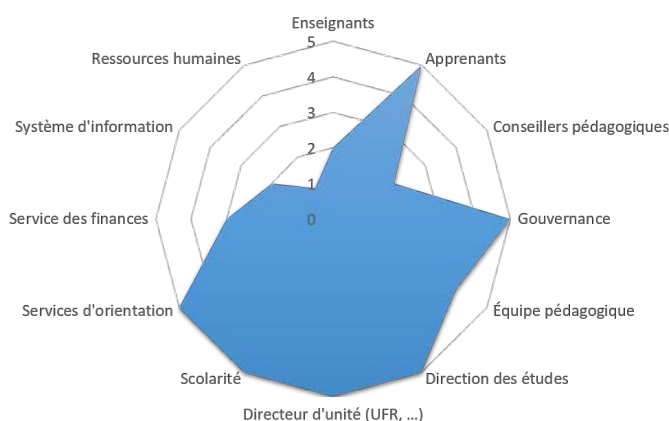 Enseignants
Ressources humaines
5
Apprenants
4
Système d'information
3
Conseillers pédagogiques
2
1
Service des finances
0
Gouvernance
Services d'orientation
Équipe pédagogique
Scolarité
Direction des études
Directeur d'unité (UFR, ...)